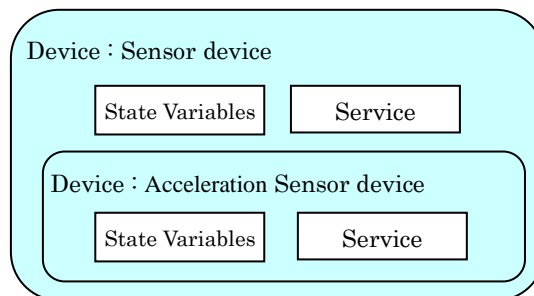 Device : Sensor device
State Variables Service
Device : Acceleration Sensor device
State Variables Service